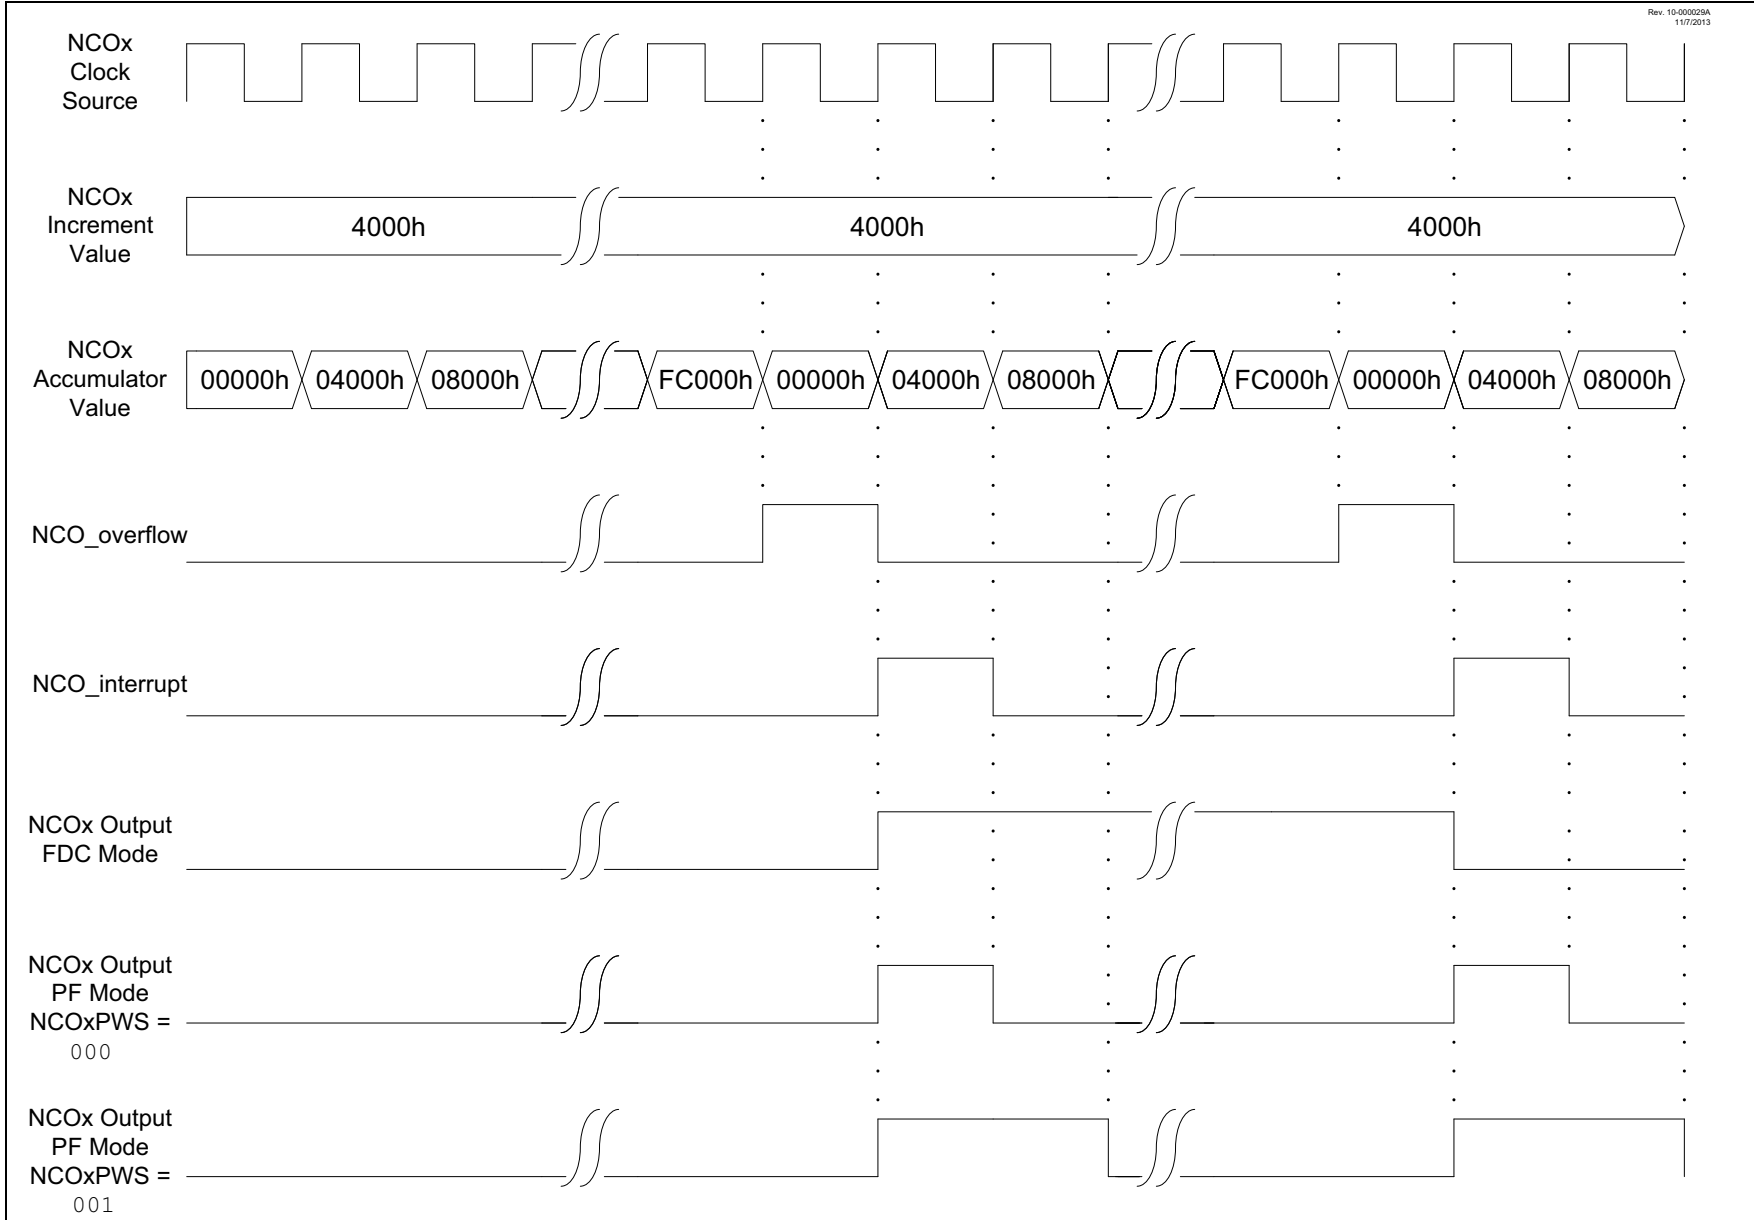 Rev. 10-000029A
11/7/2013
NCOx
Clock
Source
NCOx
Increment
Value
4000h
4000h
4000h
NCOx
Accumulator
Value
00000h
04000h
08000h
FC000h
00000h
04000h
08000h
FC000h
00000h
04000h
08000h
NCO_overflow
NCO_interrupt
NCOx Output
FDC Mode
NCOx Output
PF Mode
NCOxPWS =
000
NCOx Output
PF Mode
NCOxPWS =
001